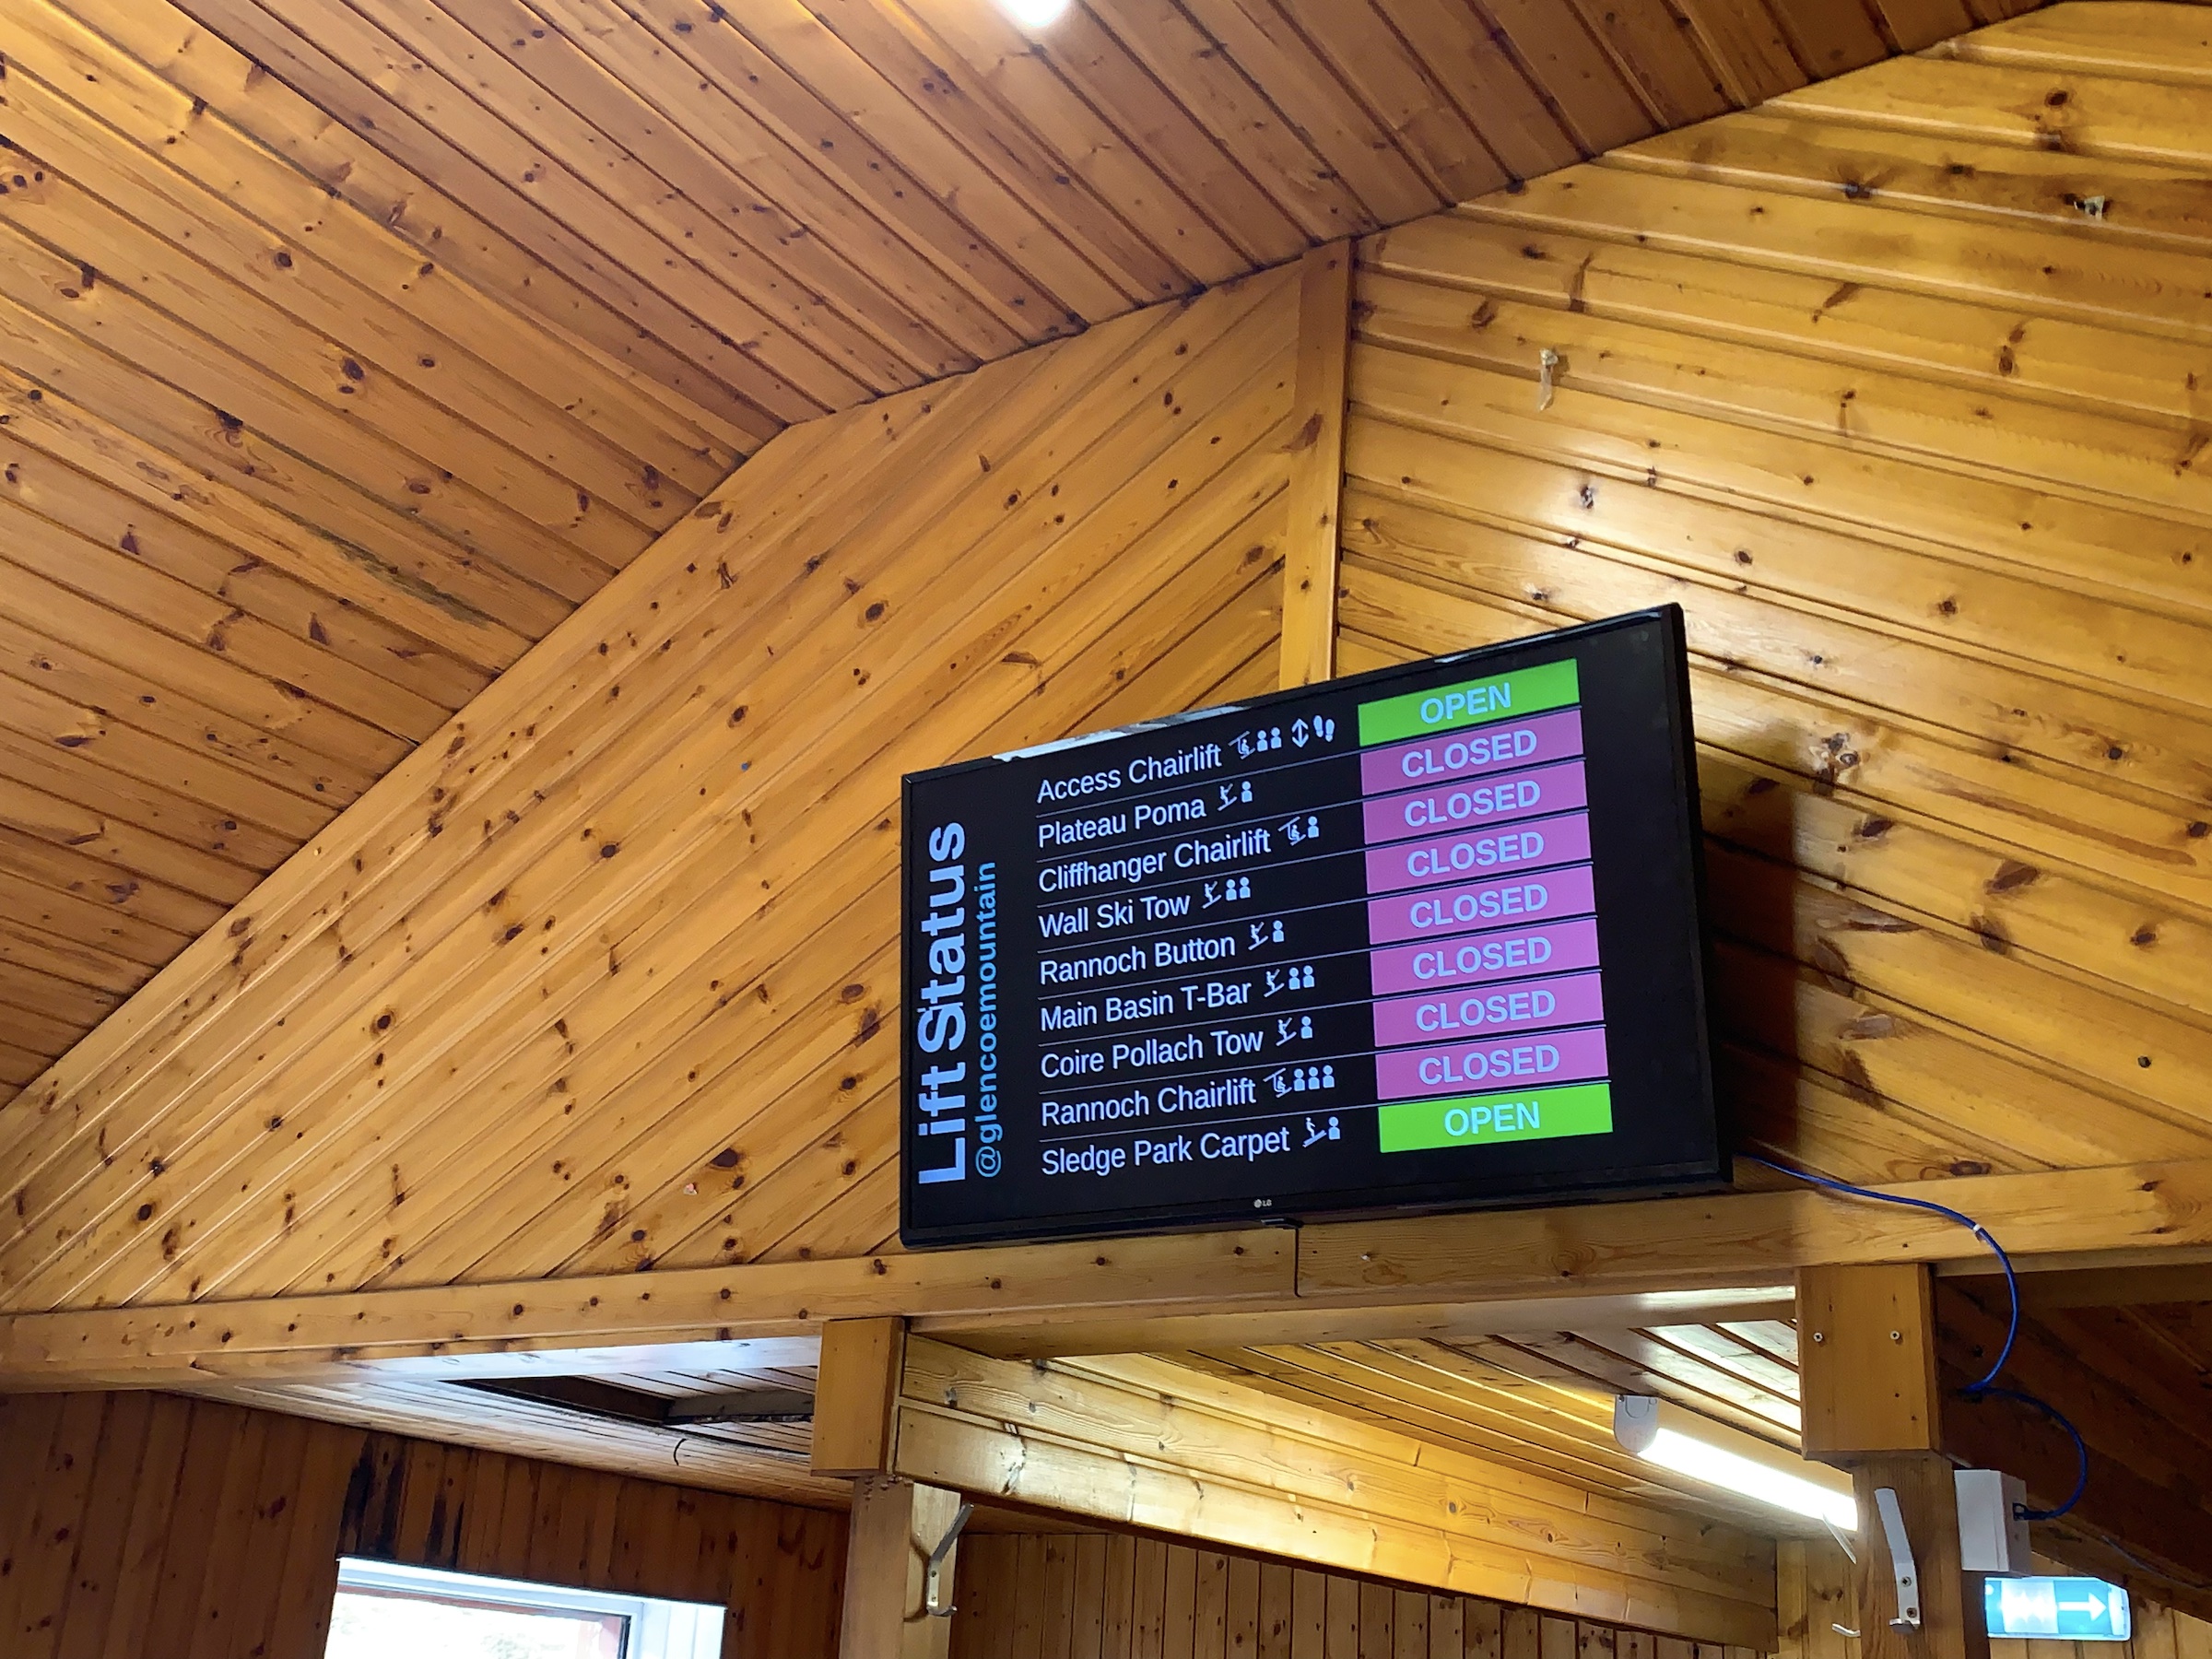 Lift Status
@glencoemountain
Access Chairlift OPEN
Plateau Poma CLOSED
Cliffhanger Chairlift CLOSED
Wall Ski Tow CLOSED
Rannoch Button CLOSED
Main Basin T-Bar CLOSED
Coire Pollach Tow CLOSED
Rannoch Chairlift CLOSED
Sledge Park Carpet OPEN
LG